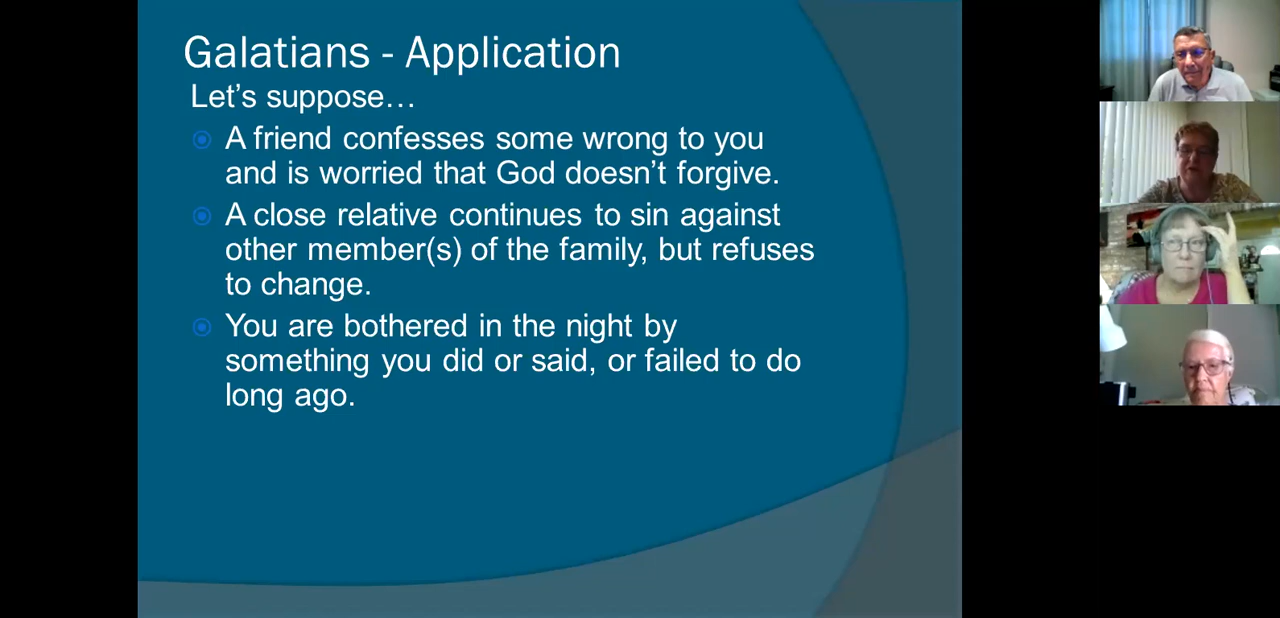 Galatians - Application
Let’s suppose…
A friend confesses some wrong to you
and is worried that God doesn’t forgive.
A close relative continues to sin against
other member(s) of the family, but refuses
to change.
You are bothered in the night by
something you did or said, or failed to do
long ago.